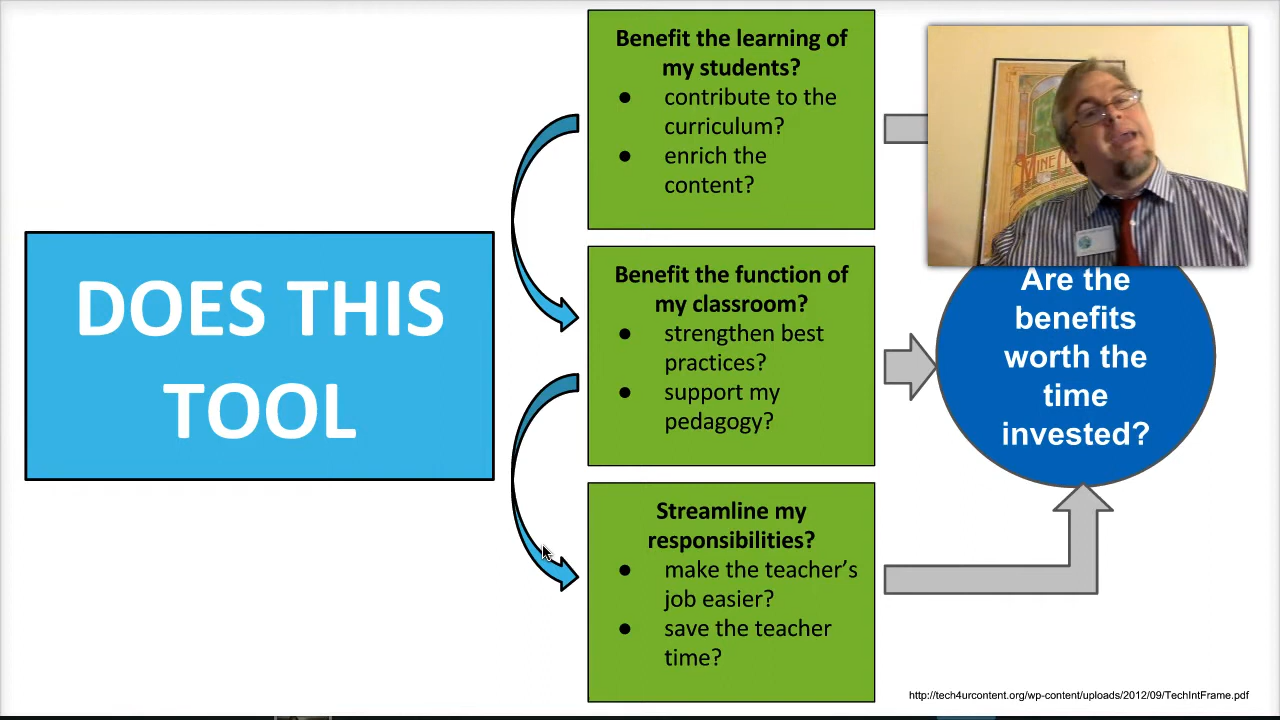 DOES THIS
TOOL
Benefit the learning of
my students?
● contribute to the
curriculum?
● enrich the
content?
Benefit the function of
my classroom?
● strengthen best
practices?
● support my
pedagogy?
Streamline my
responsibilities?
● make the teacher’s
job easier?
● save the teacher
time?
Are the
benefits
worth the
time
invested?
http://tech4urcontent.org/wp-content/uploads/2012/09/TechIntFrame.pdf